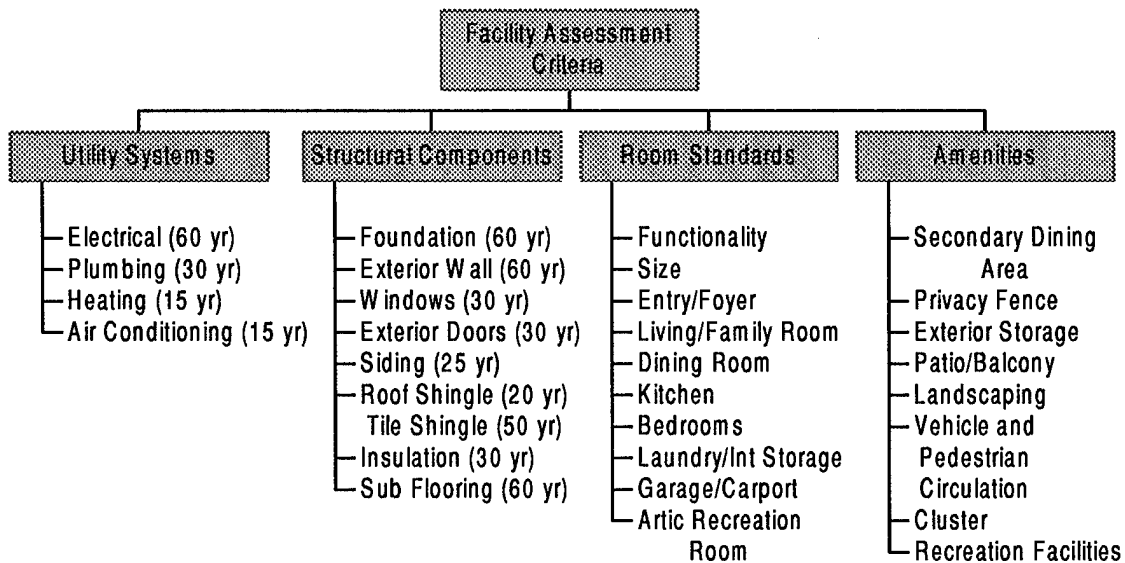 Facility Assessment
Criteria
Utility Systems
Electrical (60 yr)
Plumbing (30 yr)
Heating (15 yr)
Air Conditioning (15 yr)
Structural Components
Foundation (60 yr)
Exterior Wall (60 yr)
Windows (30 yr)
Exterior Doors (30 yr)
Siding (25 yr)
Roof Shingle (20 yr)
Tile Shingle (50 yr)
Insulation (30 yr)
Sub Flooring (60 yr)
Room Standards
Functionality
Size
Entry/Foyer
Living/Family Room
Dining Room
Kitchen
Bedrooms
Laundry/Int Storage
Garage/Carport
Artic Recreation
Room
Amenities
Secondary Dining
Area
Privacy Fence
Exterior Storage
Patio/Balcony
Landscaping
Vehicle and
Pedestrian
Circulation
Cluster
Recreation Facilities